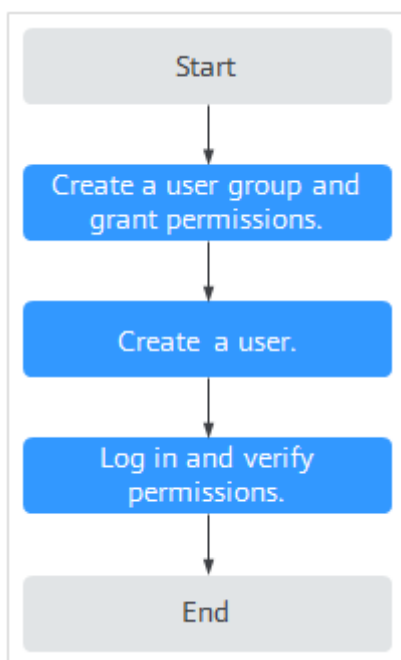 Start
Create a user group and
grant permissions.
Create a user.
Log in and verify
permissions.
End